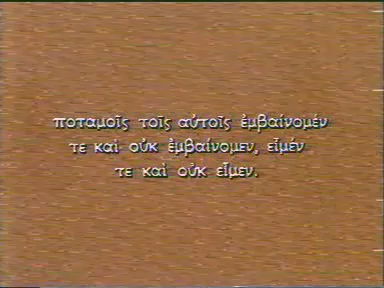 ποταμοῖς τοῖς αὐτοῖς ἐμβαίνομέν
τε καὶ οὐκ ἐμβαίνομεν, εἶμέν
τε καὶ οὐκ εἶμεν.